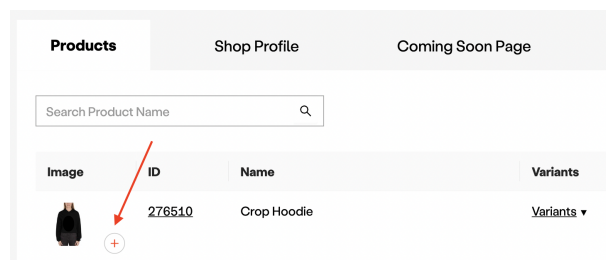 Products Shop Profile Coming Soon Page
Search Product Name
Image ID Name Variants
276510 Crop Hoodie Variants ▼
+